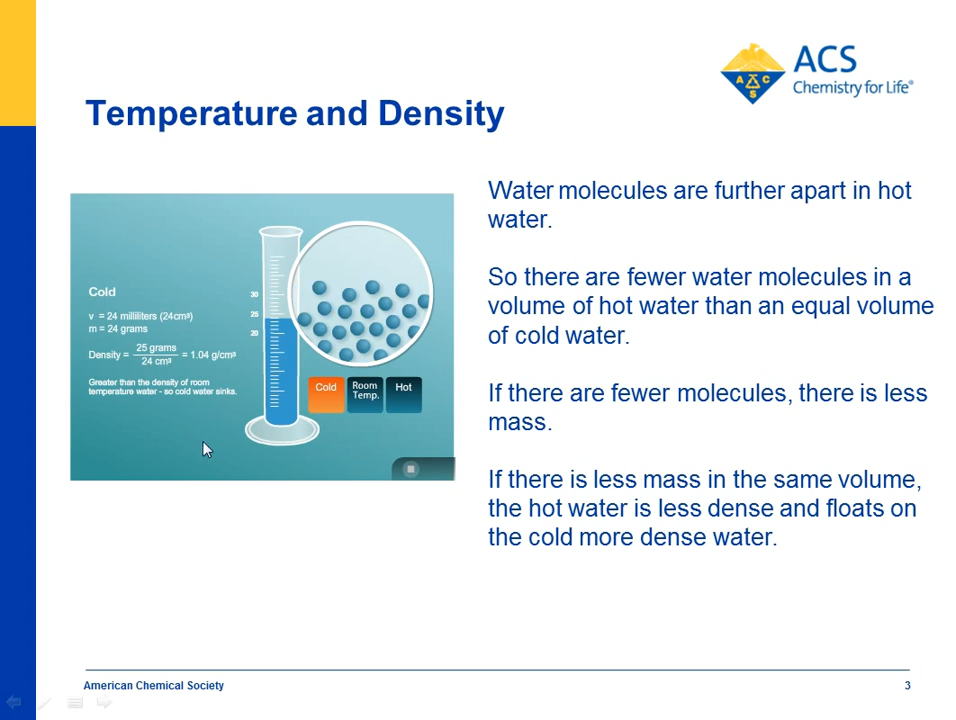 ACS
Chemistry for Life®
A C S
Temperature and Density
Water molecules are further apart in hot
water.
So there are fewer water molecules in a
volume of hot water than an equal volume
of cold water.
If there are fewer molecules, there is less
mass.
If there is less mass in the same volume,
the hot water is less dense and floats on
the cold more dense water.
Cold
v = 24 milliliters (24cm³)
m = 24 grams
Density = 25 grams / 24 cm³ = 1.04 g/cm³
Greater than the density of room
temperature water - so cold water sinks.
30
25
20
Cold
Room
Temp.
Hot
American Chemical Society
3